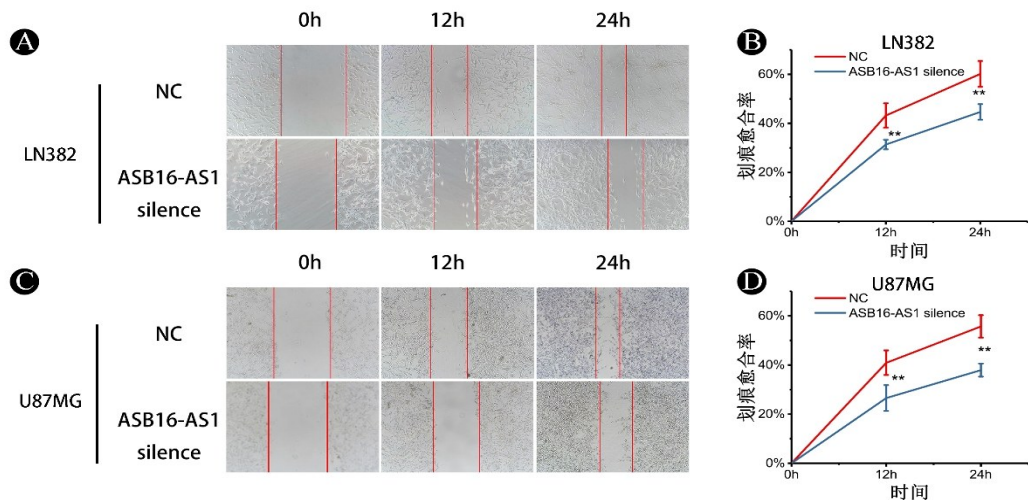 A
0h
12h
24h
LN382
NC
ASB16-AS1
silence
B
LN382
NC
ASB16-AS1 silence
划痕愈合率
60%
40%
20%
0%
**
**
0h
12h
24h
时间
C
0h
12h
24h
U87MG
NC
ASB16-AS1
silence
D
U87MG
NC
ASB16-AS1 silence
划痕愈合率
60%
40%
20%
0%
**
**
0h
12h
24h
时间